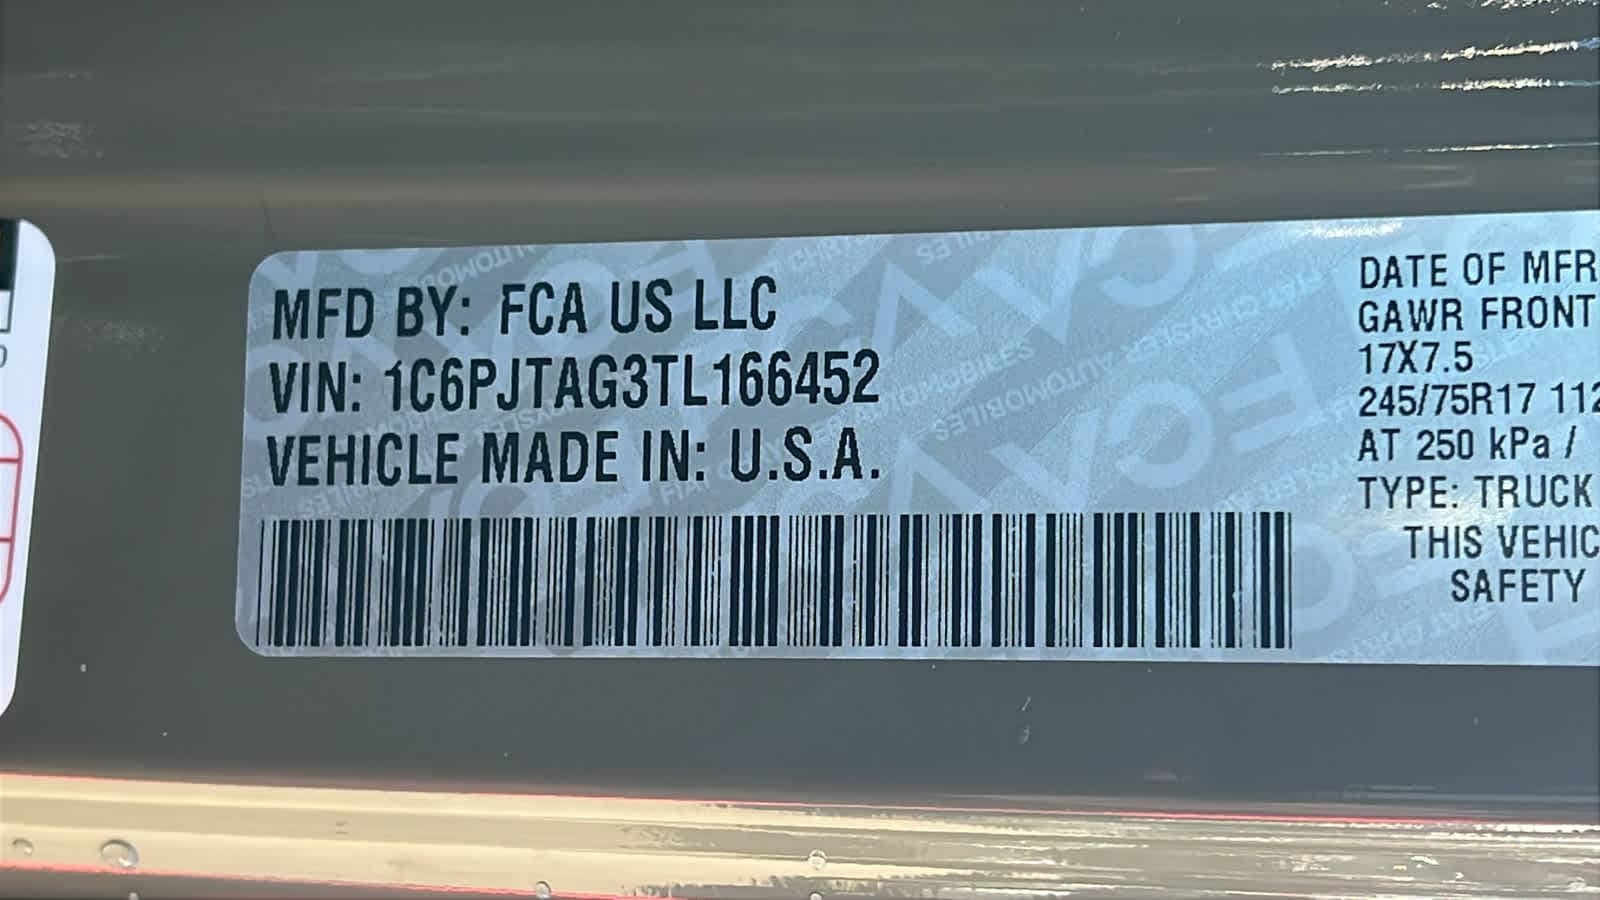 MFD BY: FCA US LLC
VIN: 1C6PJTAG3TL166452
VEHICLE MADE IN: U.S.A.
DATE OF MFR
GAWR FRONT
17X7.5
245/75R17 112
AT 250 kPa /
TYPE: TRUCK
THIS VEHIC
SAFETY